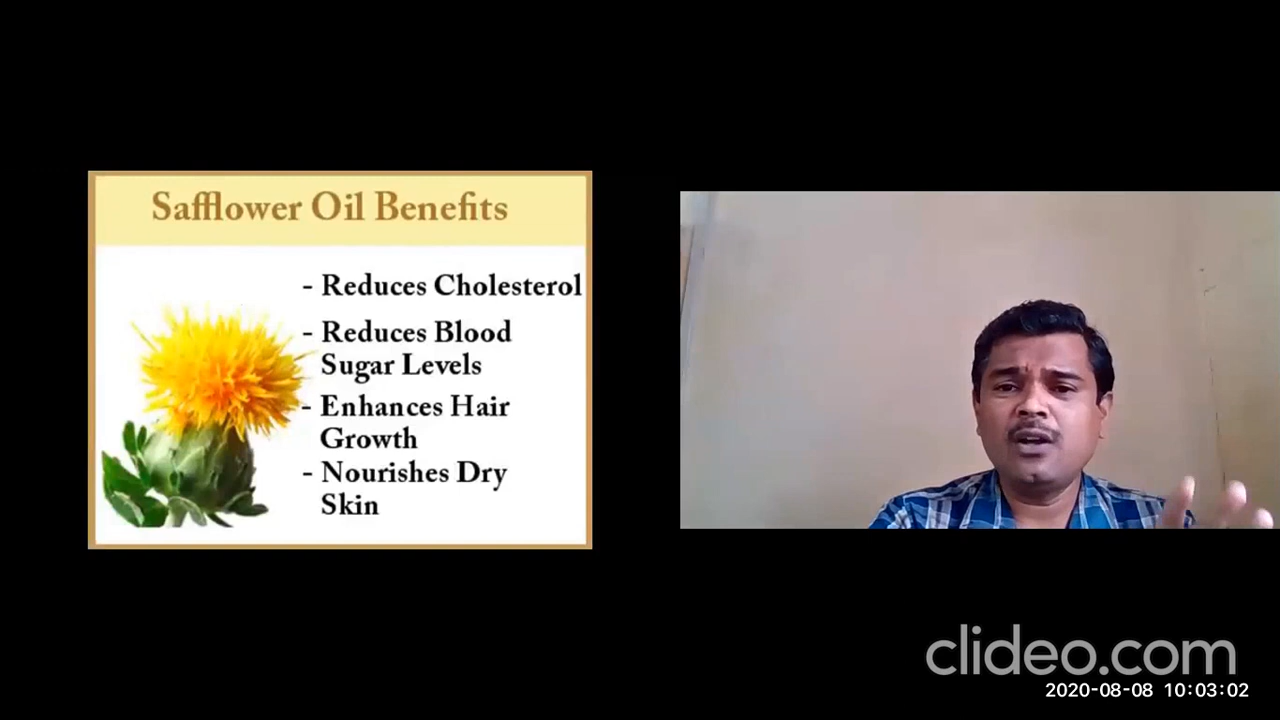 Safflower Oil Benefits
- Reduces Cholesterol
- Reduces Blood
Sugar Levels
- Enhances Hair
Growth
- Nourishes Dry
Skin
clideo.com
2020-08-08 10:03:02